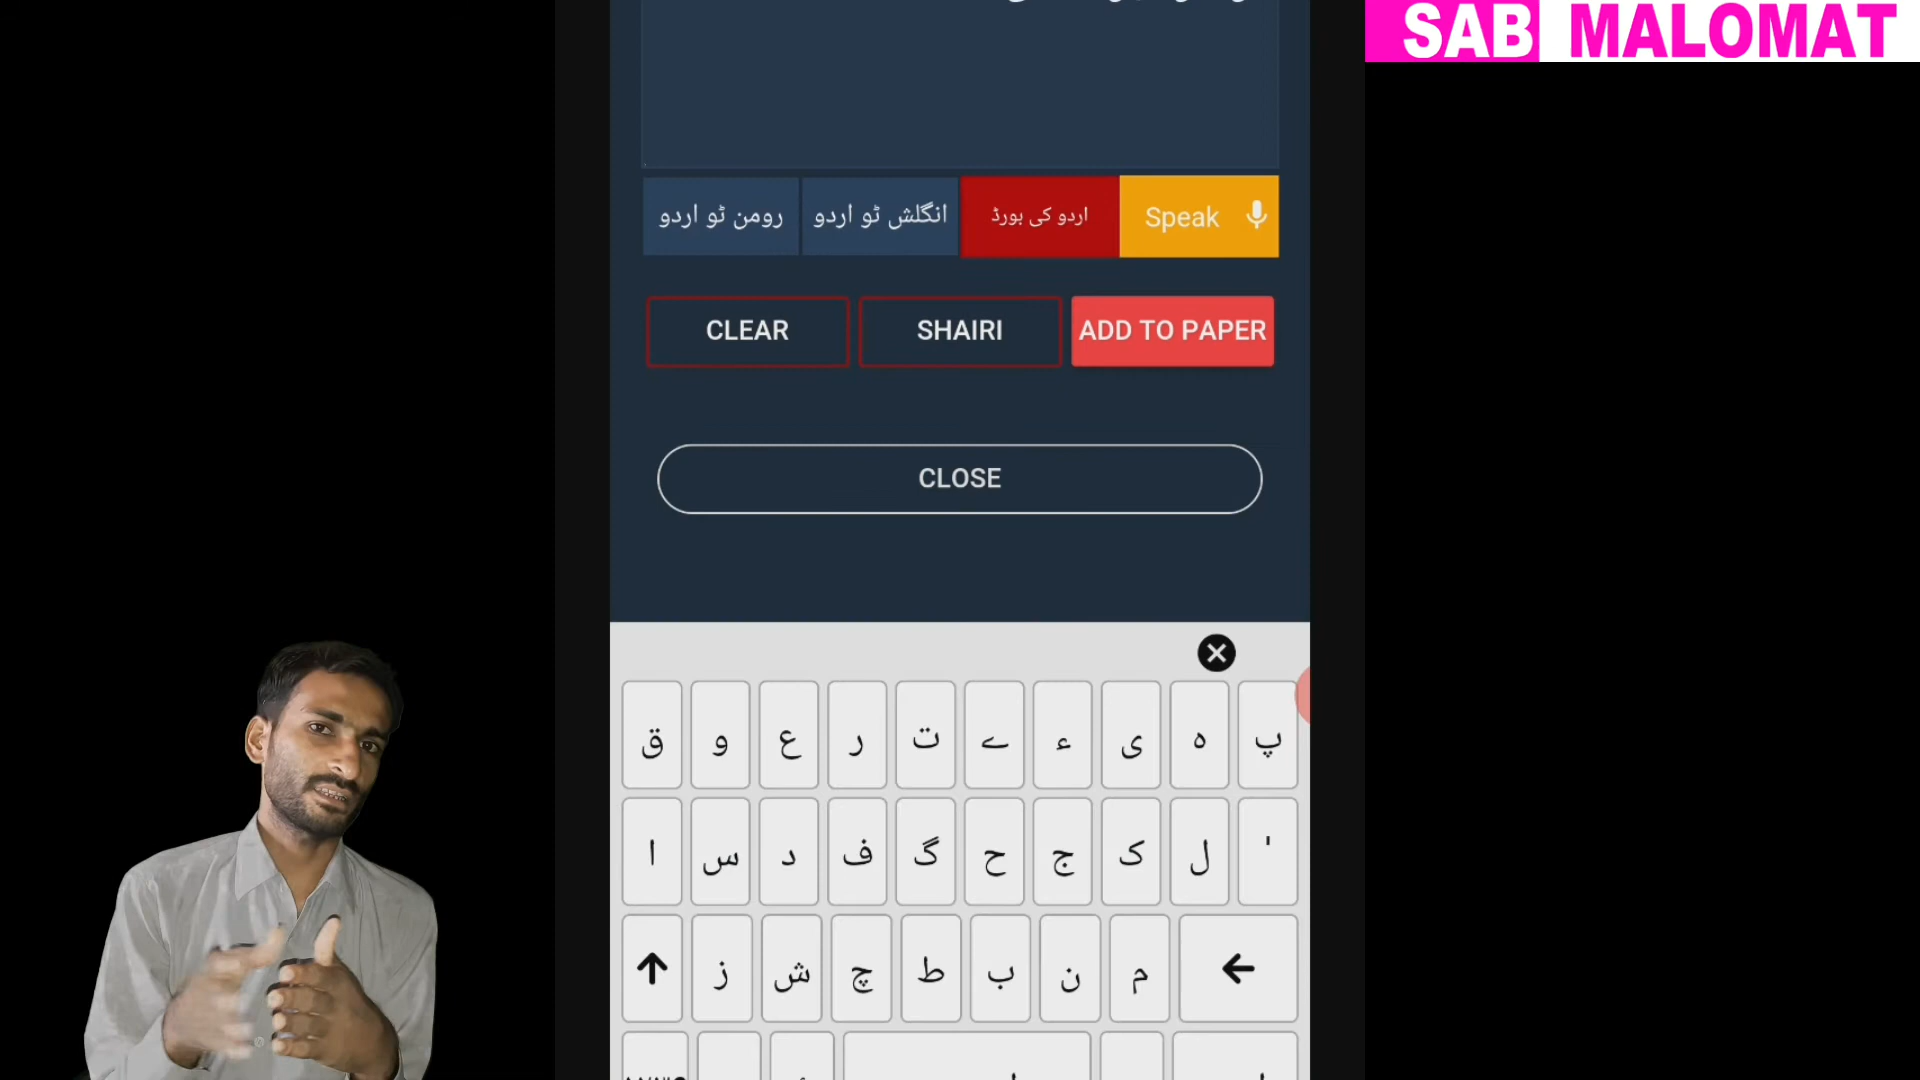 SAB MALOMAT
رومن ٹو اردو
انگلش ٹو اردو
اردو کی بورڈ
Speak
CLEAR
SHAIRI
ADD TO PAPER
CLOSE
ق و ع ر ت ے ء ی ہ پ
ا س د ف گ ح ج ک ل '
ز ش چ ط ب ن م